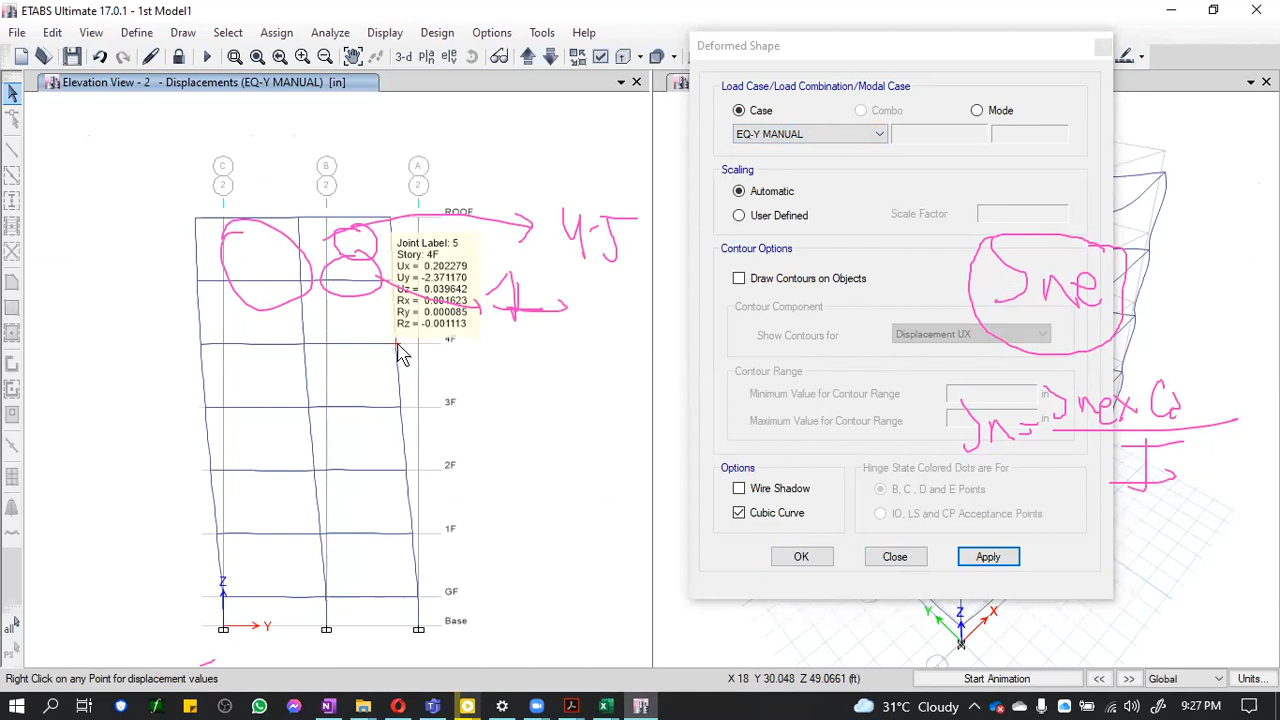 ETABS Ultimate 17.0.1 - 1st Model1
File Edit View Define Draw Select Assign Analyze Display Design Options Tools Help
3-d pla ele
Elevation View - 2 - Displacements (EQ-Y MANUAL) [in]
C B A
2 2 2
ROOF
4F
3F
2F
1F
GF
Base
Z
Y
Joint Label: 5
Story: 4F
Ux = 0.202279
Uy = -2.371170
Uz = 0.039642
Rx = 0.001623
Ry = 0.000085
Rz = -0.001113
Deformed Shape
Load Case/Load Combination/Modal Case
Case Combo Mode
EQ-Y MANUAL
Scaling
Automatic
User Defined Scale Factor
Contour Options
Draw Contours on Objects
Contour Component
Show Contours for Displacement UX
Contour Range
Minimum Value for Contour Range in
Maximum Value for Contour Range
Options
Wire Shadow
Cubic Curve
Hinge State Colored Dots are For
B, C , D and E Points
IO, LS and CP Acceptance Points
OK Close Apply
Y Z X
all
Right Click on any Point for displacement values
X 18 Y 30.048 Z 49.0661 (ft)
Start Animation << >> Global Units...
31°C Cloudy
9:27 PM